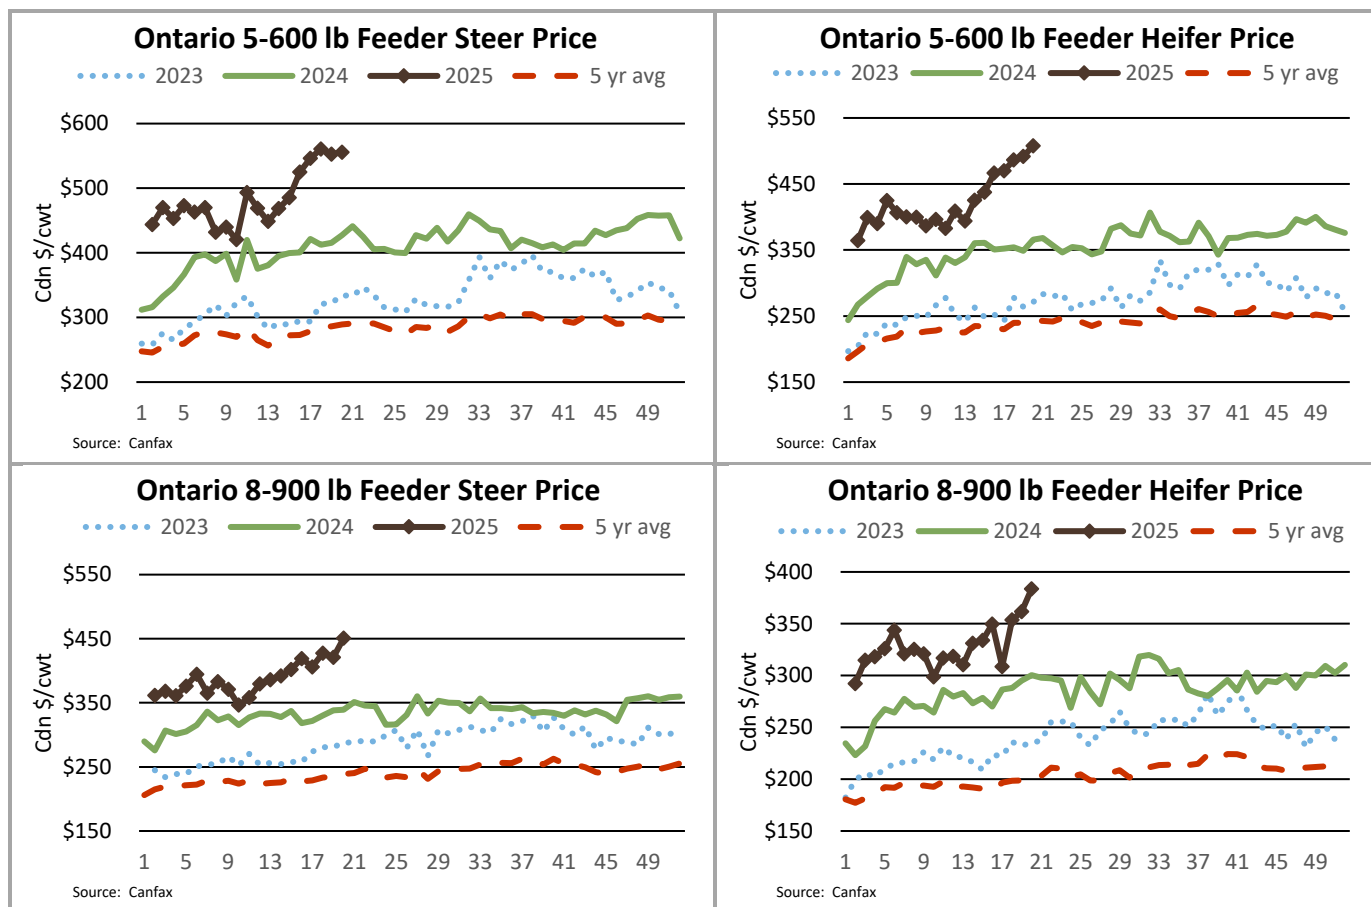 Ontario 5-600 lb Feeder Steer Price
2023 2024 2025 5 yr avg
Cdn $/cwt
$600
$500
$400
$300
$200
1 5 9 13 17 21 25 29 33 37 41 45 49
Source: Canfax
Ontario 5-600 lb Feeder Heifer Price
2023 2024 2025 5 yr avg
Cdn $/cwt
$550
$450
$350
$250
$150
1 5 9 13 17 21 25 29 33 37 41 45 49
Source: Canfax
Ontario 8-900 lb Feeder Steer Price
2023 2024 2025 5 yr avg
Cdn $/cwt
$550
$450
$350
$250
$150
1 5 9 13 17 21 25 29 33 37 41 45 49
Source: Canfax
Ontario 8-900 lb Feeder Heifer Price
2023 2024 2025 5 yr avg
Cdn $/cwt
$400
$350
$300
$250
$200
$150
1 5 9 13 17 21 25 29 33 37 41 45 49
Source: Canfax